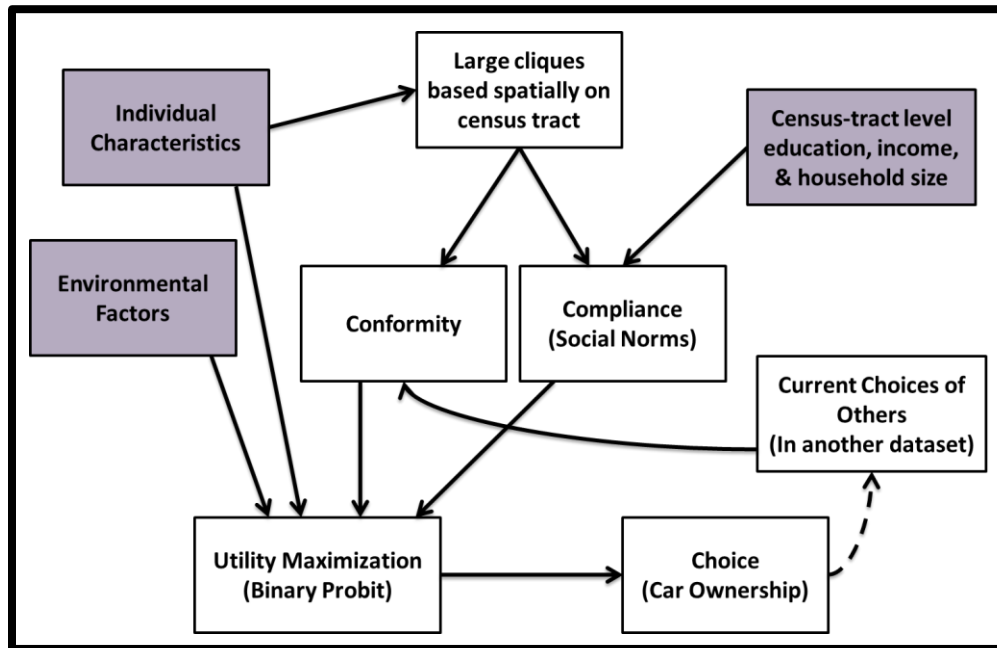 Large cliques
based spatially on
census tract
Individual
Characteristics
Census-tract level
education, income,
& household size
Environmental
Factors
Conformity
Compliance
(Social Norms)
Current Choices of
Others
(In another dataset)
Utility Maximization
(Binary Probit)
Choice
(Car Ownership)